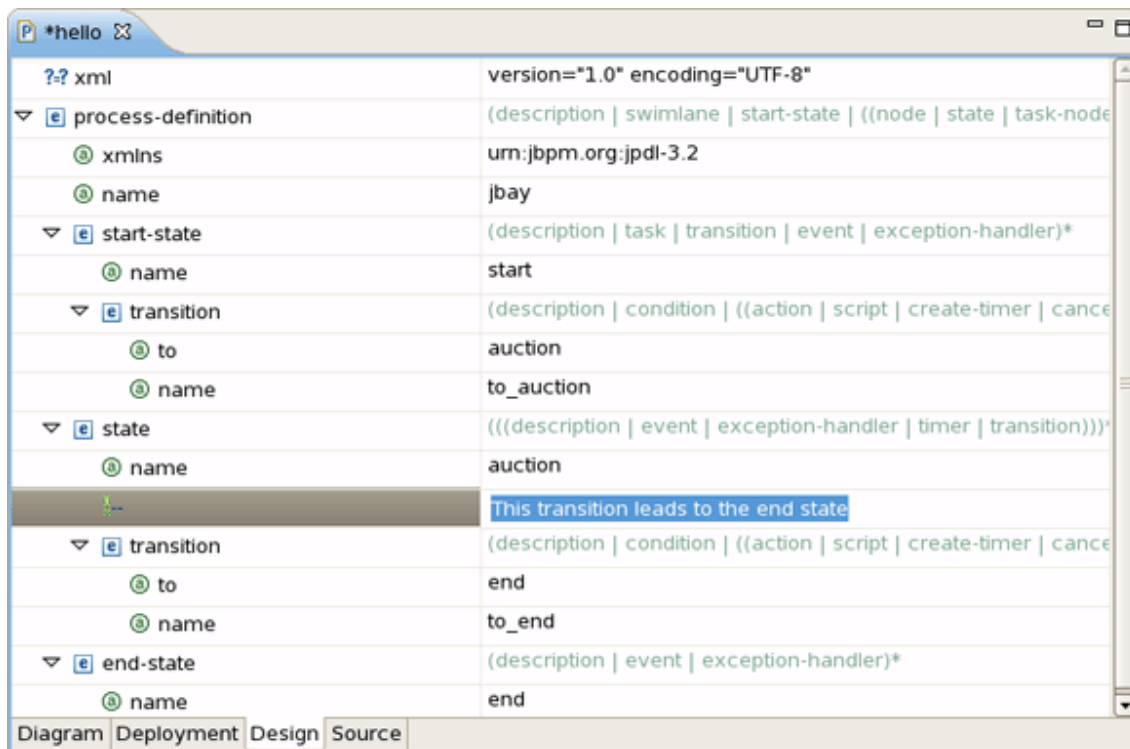 *hello
xml version="1.0" encoding="UTF-8"
process-definition (description | swimlane | start-state | ((node | state | task-node
xmlns urn:jbpm.org:jpdl-3.2
name jbay
start-state (description | task | transition | event | exception-handler)*
name start
transition (description | condition | ((action | script | create-timer | cance
to auction
name to_auction
state (((description | event | exception-handler | timer | transition)))*
name auction
This transition leads to the end state
transition (description | condition | ((action | script | create-timer | cance
to end
name to_end
end-state (description | event | exception-handler)*
name end
Diagram Deployment Design Source